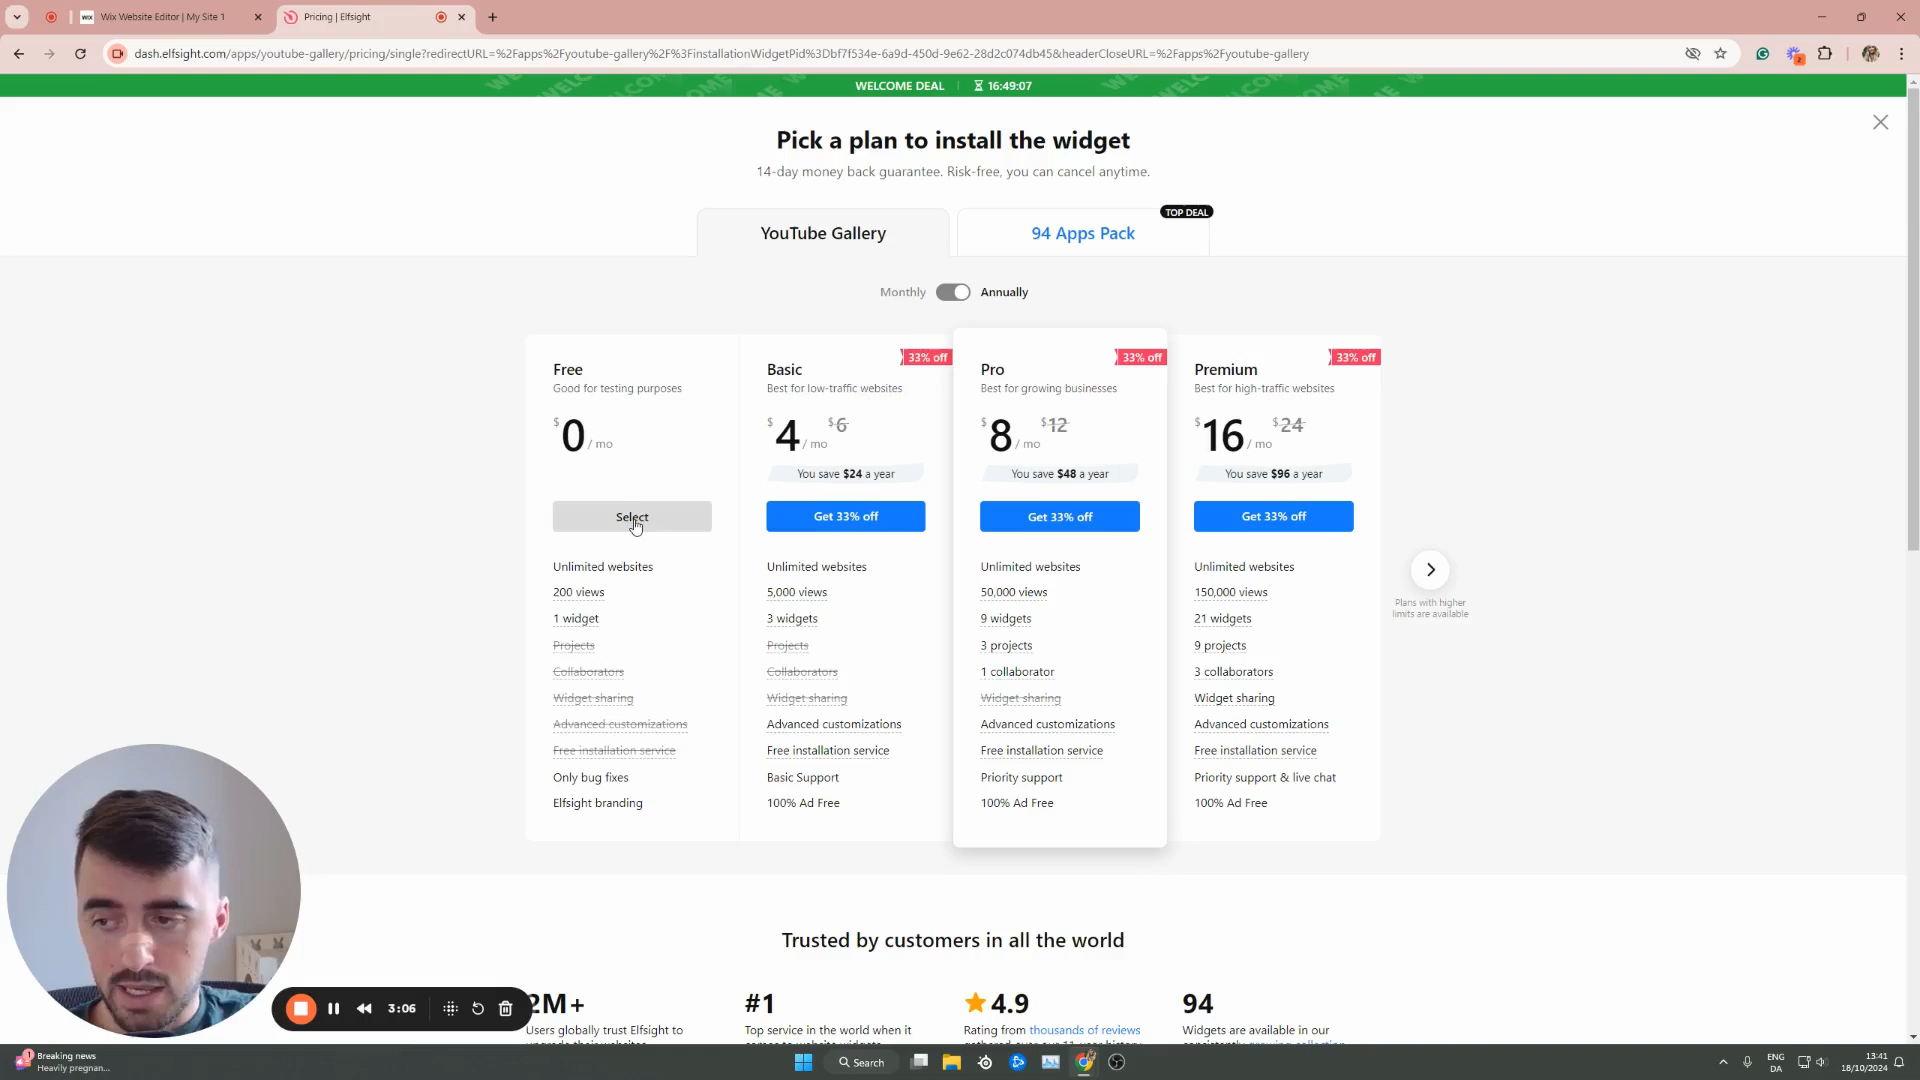 WIX Wix Website Editor | My Site 1
Pricing | Elfsight
dash.elfsight.com/apps/youtube-gallery/pricing/single?redirectURL=%2Fapps%2Fyoutube-gallery%2F%3FinstallationWidgetPid%3Dbf7f534e-6a9d-450d-9e62-28d2c074db45&headerCloseURL=%2Fapps%2Fyoutube-gallery
2
WELCOME DEAL 16:49:07
Pick a plan to install the widget
14-day money back guarantee. Risk-free, you can cancel anytime.
TOP DEAL
YouTube Gallery
94 Apps Pack
Monthly Annually
Free
Good for testing purposes
$0 / mo
Select
Unlimited websites
200 views
1 widget
Projects
Collaborators
Widget sharing
Advanced customizations
Free installation service
Only bug fixes
Elfsight branding
33% off
Basic
Best for low-traffic websites
$4 / mo $6
You save $24 a year
Get 33% off
Unlimited websites
5,000 views
3 widgets
Projects
Collaborators
Widget sharing
Advanced customizations
Free installation service
Basic Support
100% Ad Free
33% off
Pro
Best for growing businesses
$8 / mo $12
You save $48 a year
Get 33% off
Unlimited websites
50,000 views
9 widgets
3 projects
1 collaborator
Widget sharing
Advanced customizations
Free installation service
Priority support
100% Ad Free
33% off
Premium
Best for high-traffic websites
$16 / mo $24
You save $96 a year
Get 33% off
Unlimited websites
150,000 views
21 widgets
9 projects
3 collaborators
Widget sharing
Advanced customizations
Free installation service
Priority support & live chat
100% Ad Free
Plans with higher
limits are available
Trusted by customers in all the world
2M+
Users globally trust Elfsight to
#1
Top service in the world when it
4.9
Rating from thousands of reviews
94
Widgets are available in our
3:06
1
Breaking news
Heavily pregnan...
Search
ENG
DA
13:41
18/10/2024